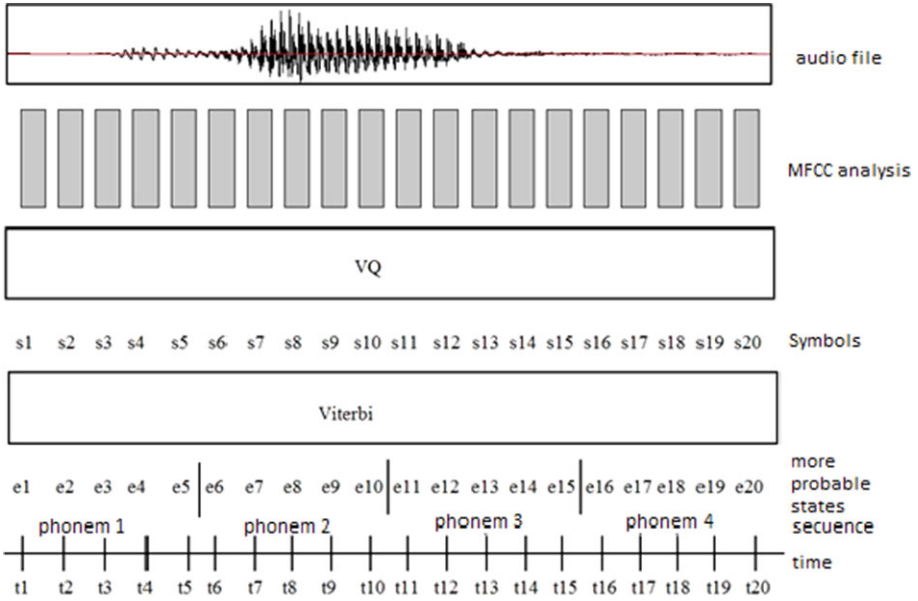 audio file
MFCC analysis
VQ
s1 s2 s3 s4 s5 s6 s7 s8 s9 s10 s11 s12 s13 s14 s15 s16 s17 s18 s19 s20 Symbols
Viterbi
e1 e2 e3 e4 e5 e6 e7 e8 e9 e10 e11 e12 e13 e14 e15 e16 e17 e18 e19 e20
more
probable
states
secuence
phonem 1 phonem 2 phonem 3 phonem 4
time
t1 t2 t3 t4 t5 t6 t7 t8 t9 t10 t11 t12 t13 t14 t15 t16 t17 t18 t19 t20